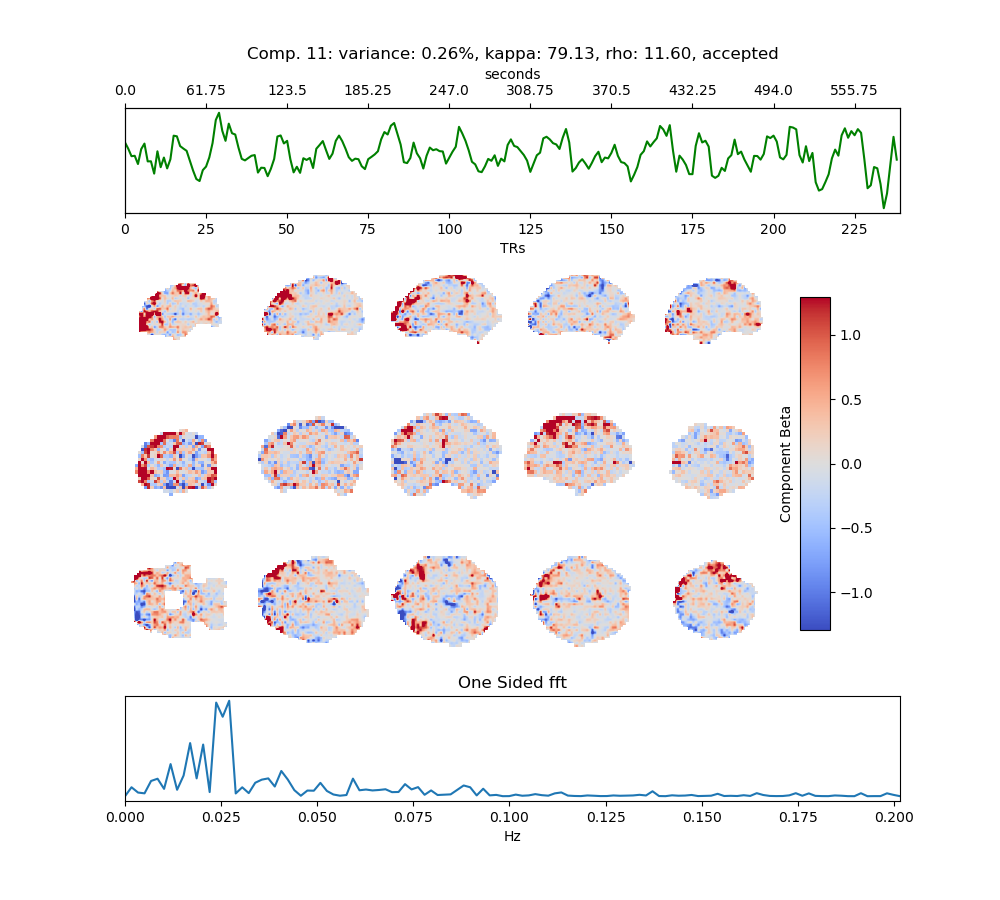 Comp. 11: variance: 0.26%, kappa: 79.13, rho: 11.60, accepted
seconds
0.0 61.75 123.5 185.25 247.0 308.75 370.5 432.25 494.0 555.75
0 25 50 75 100 125 150 175 200 225
TRs
1.0
0.5
0.0
−0.5
−1.0
Component Beta
One Sided fft
0.000 0.025 0.050 0.075 0.100 0.125 0.150 0.175 0.200
Hz